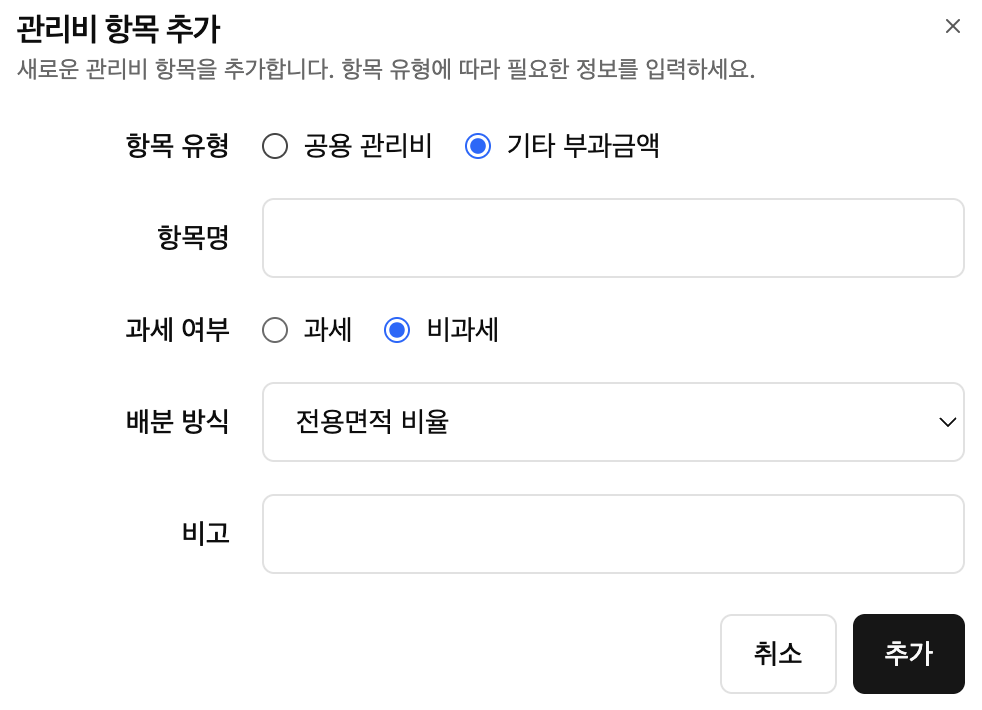 관리비 항목 추가
새로운 관리비 항목을 추가합니다. 항목 유형에 따라 필요한 정보를 입력하세요.
항목 유형 공용 관리비 기타 부과금액
항목명
과세 여부 과세 비과세
배분 방식 전용면적 비율
비고
취소 추가